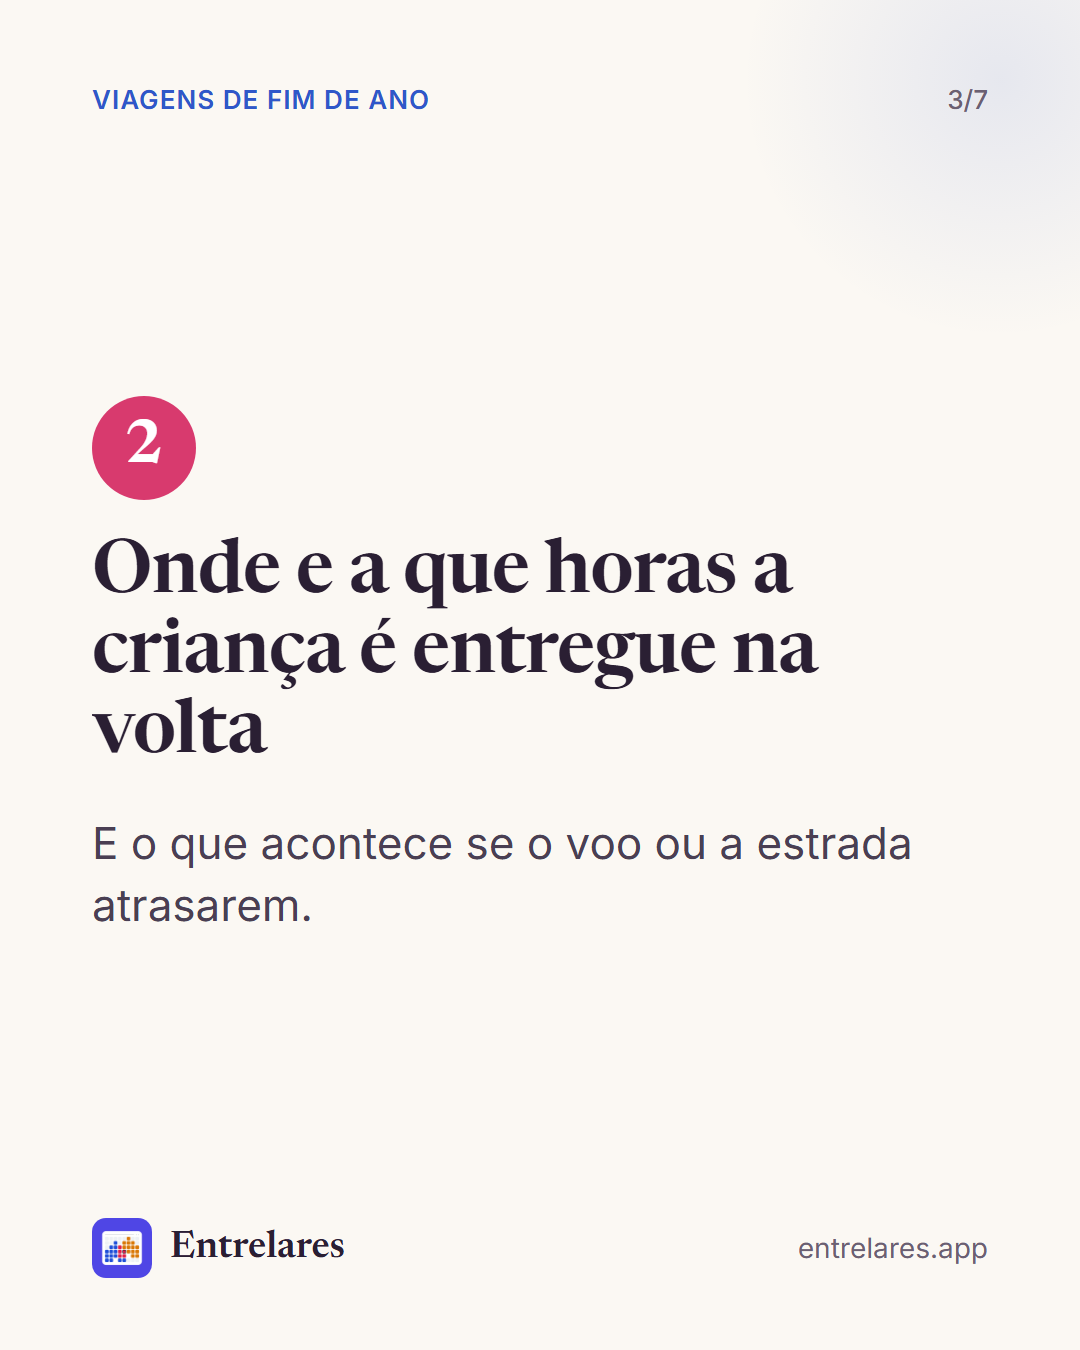 VIAGENS DE FIM DE ANO
3/7
2
Onde e a que horas a
criança é entregue na
volta
E o que acontece se o voo ou a estrada
atrasarem.
Entrelares
entrelares.app